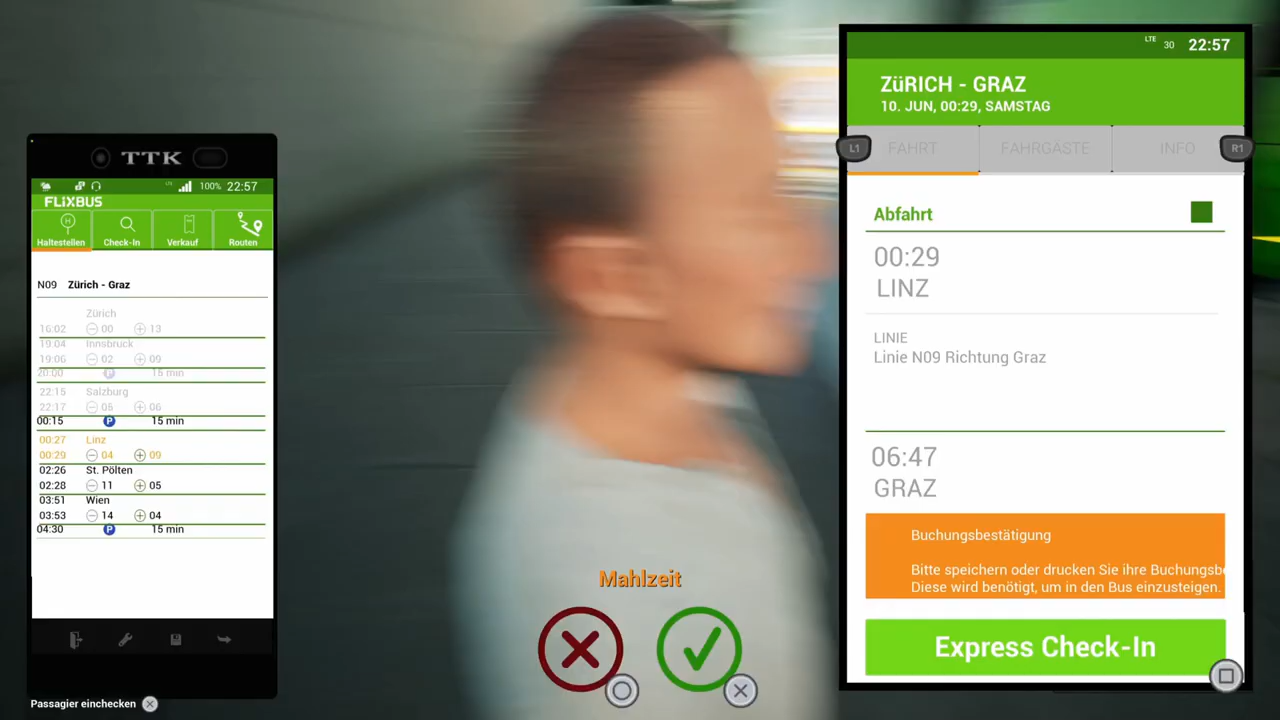 TTK
LTE 100% 22:57
FLiXBUS
Haltestellen Check-In Verkauf Routen
N09 Zürich - Graz
Zürich
16:02 00 13
19:04 Innsbruck
19:06 02 09
20:00 P 15 min
22:15 Salzburg
22:17 05 06
00:15 P 15 min
00:27 Linz
00:29 04 09
02:26 St. Pölten
02:28 11 05
03:51 Wien
03:53 14 04
04:30 P 15 min
Passagier einchecken
Mahlzeit
LTE 30 22:57
ZüRICH - GRAZ
10. JUN, 00:29, SAMSTAG
L1 FAHRT FAHRGÄSTE INFO R1
Abfahrt
00:29
LINZ
LINIE
Linie N09 Richtung Graz
06:47
GRAZ
Buchungsbestätigung
Bitte speichern oder drucken Sie ihre Buchungsbe
Diese wird benötigt, um in den Bus einzusteigen.
Express Check-In